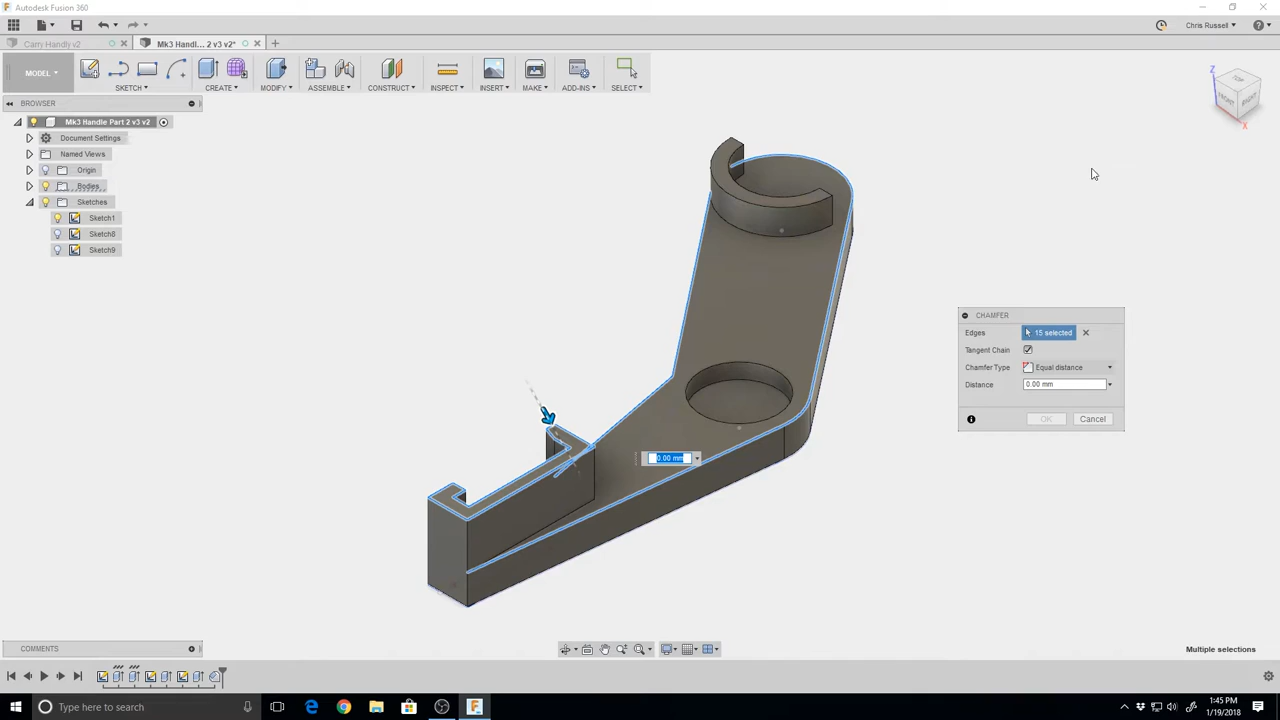 Autodesk Fusion 360
Chris Russell
Carry Handly v2
Mk3 Handl... 2 v3 v2*
MODEL
SKETCH
CREATE
MODIFY
ASSEMBLE
CONSTRUCT
INSPECT
INSERT
MAKE
ADD-INS
SELECT
Z
TOP
FRONT
RIGHT
X
BROWSER
Mk3 Handle Part 2 v3 v2
Document Settings
Named Views
Origin
Bodies
Sketches
Sketch1
Sketch8
Sketch9
CHAMFER
Edges
15 selected
Tangent Chain
Chamfer Type
Equal distance
Distance
0.00 mm
OK
Cancel
0.00 mm
COMMENTS
Multiple selections
Type here to search
1:45 PM
1/19/2018